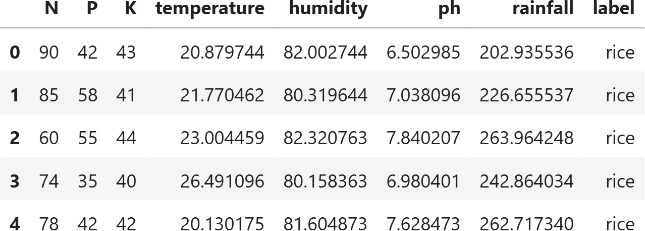 N P K temperature humidity ph rainfall label
0 90 42 43 20.879744 82.002744 6.502985 202.935536 rice
1 85 58 41 21.770462 80.319644 7.038096 226.655537 rice
2 60 55 44 23.004459 82.320763 7.840207 263.964248 rice
3 74 35 40 26.491096 80.158363 6.980401 242.864034 rice
4 78 42 42 20.130175 81.604873 7.628473 262.717340 rice